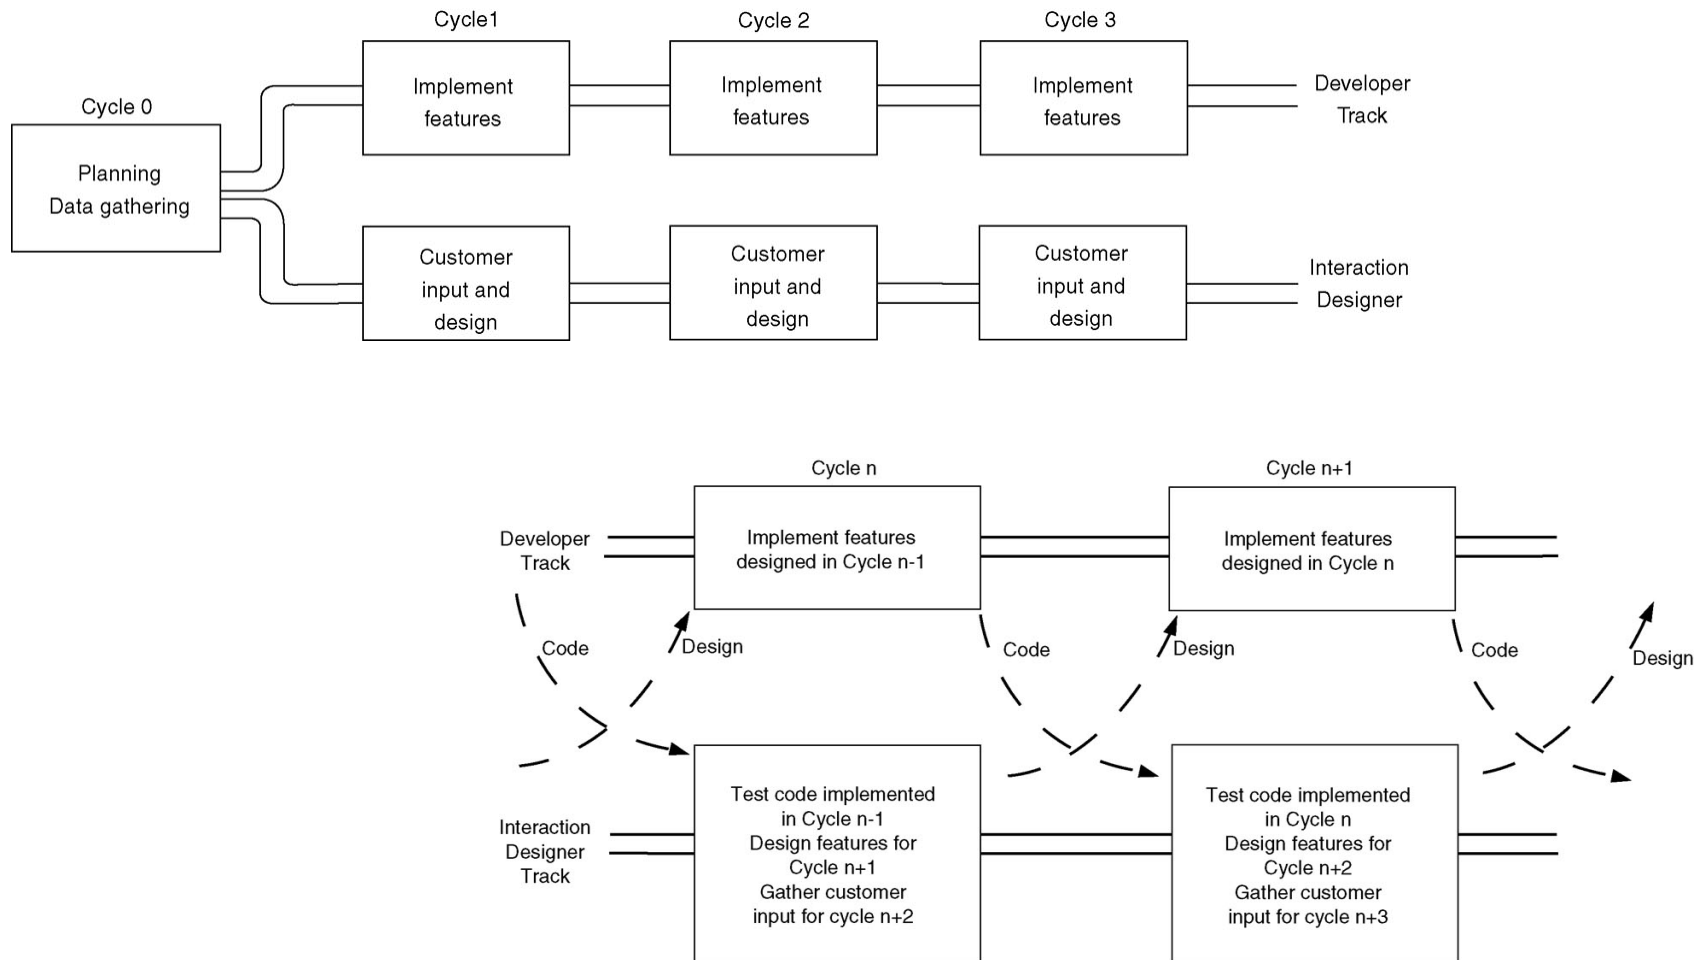 Cycle1
Cycle 2
Cycle 3
Cycle 0
Planning
Data gathering
Implement
features
Implement
features
Implement
features
Developer
Track
Customer
input and
design
Customer
input and
design
Customer
input and
design
Interaction
Designer
Cycle n
Cycle n+1
Developer
Track
Implement features
designed in Cycle n-1
Implement features
designed in Cycle n
Code
Design
Code
Design
Code
Design
Interaction
Designer
Track
Test code implemented
in Cycle n-1
Design features for
Cycle n+1
Gather customer
input for cycle n+2
Test code implemented
in Cycle n
Design features for
Cycle n+2
Gather customer
input for cycle n+3